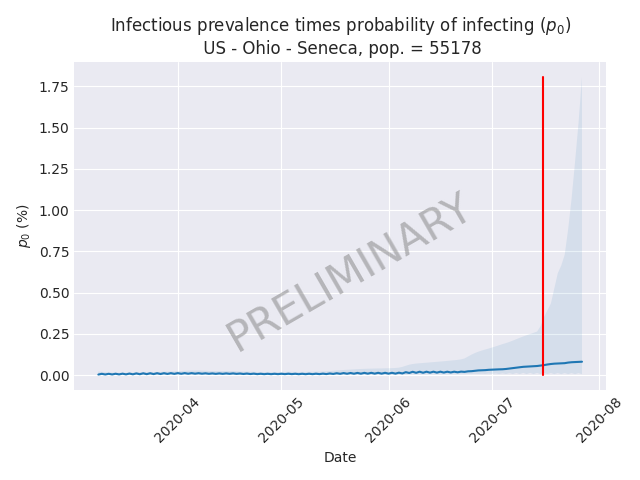 Infectious prevalence times probability of infecting (p₀)
US - Ohio - Seneca, pop. = 55178
1.75
1.50
1.25
1.00
0.75
0.50
0.25
0.00
p₀ (%)
PRELIMINARY
2020-04
2020-05
2020-06
2020-07
2020-08
Date